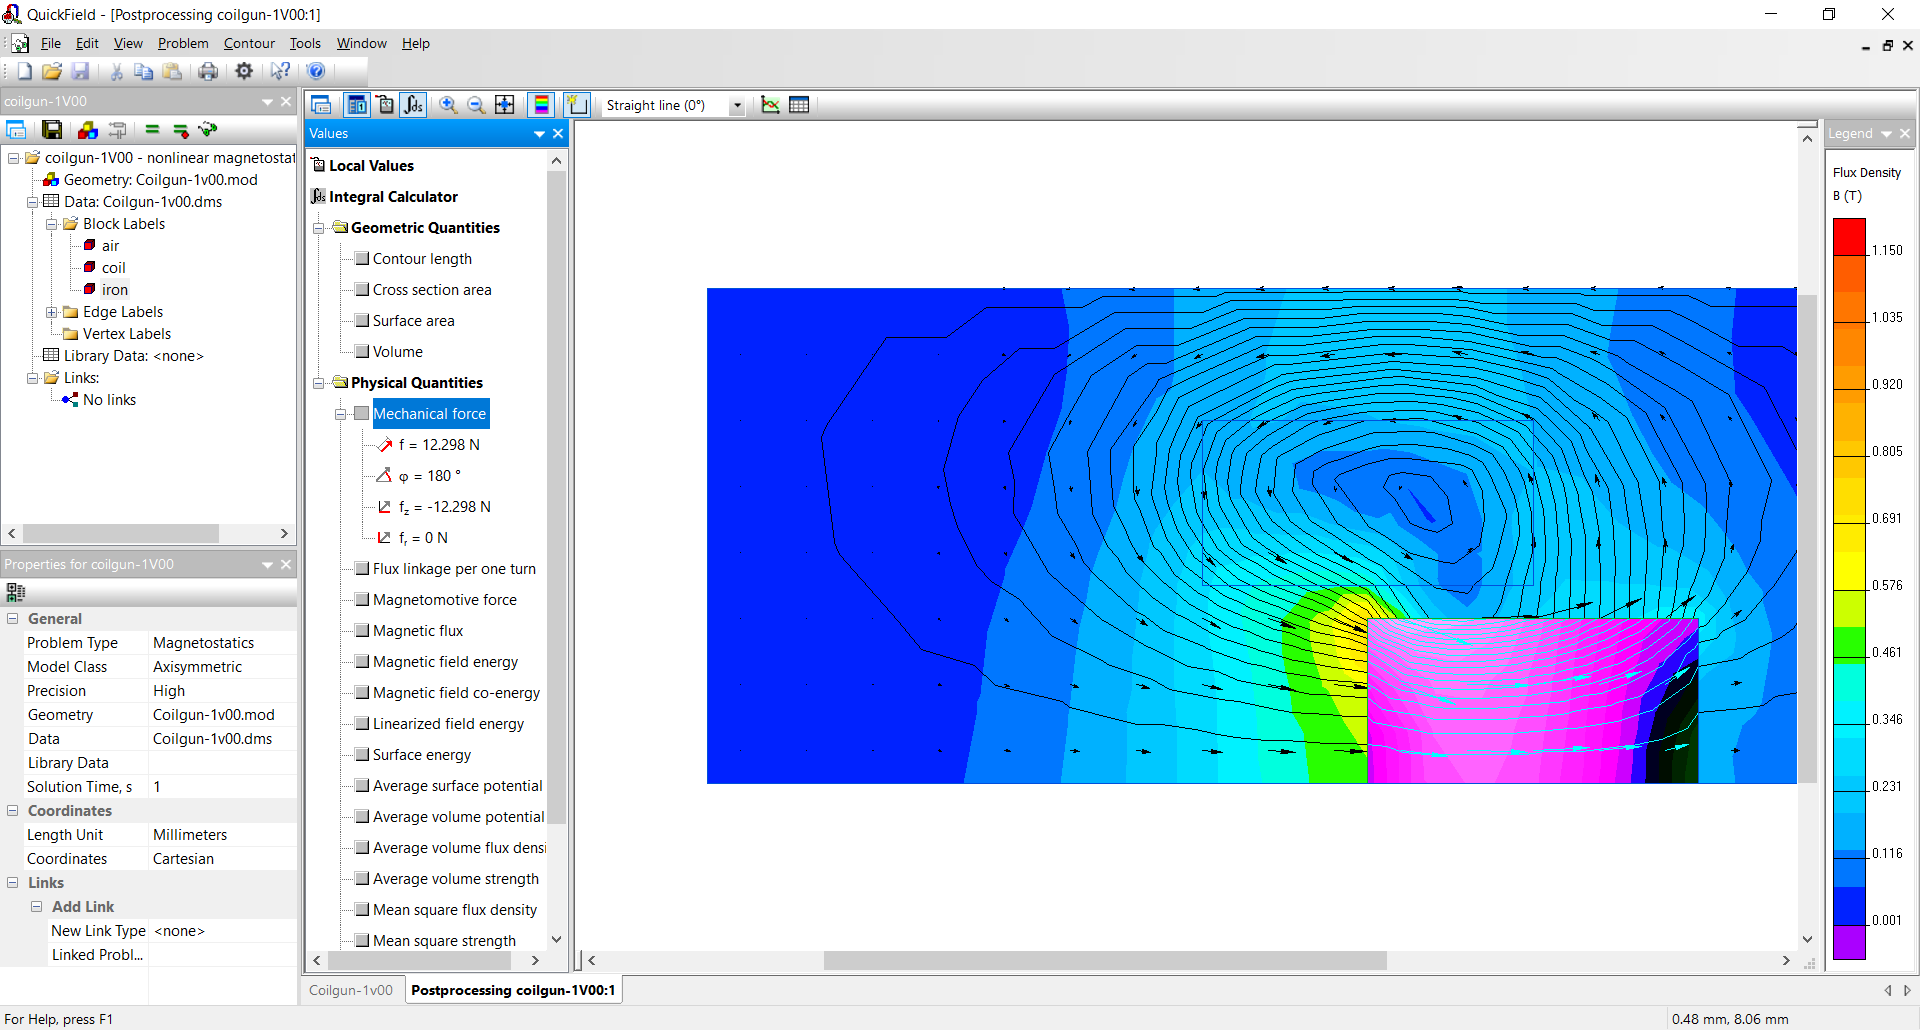 QuickField - [Postprocessing coilgun-1V00:1]
File Edit View Problem Contour Tools Window Help
coilgun-1V00
coilgun-1V00 - nonlinear magnetostat
Geometry: Coilgun-1v00.mod
Data: Coilgun-1v00.dms
Block Labels
air
coil
iron
Edge Labels
Vertex Labels
Library Data: <none>
Links:
No links
Properties for coilgun-1V00
General
Problem Type Magnetostatics
Model Class Axisymmetric
Precision High
Geometry Coilgun-1v00.mod
Data Coilgun-1v00.dms
Library Data
Solution Time, s 1
Coordinates
Length Unit Millimeters
Coordinates Cartesian
Links
Add Link
New Link Type <none>
Linked Probl...
Straight line (0°)
Values
Local Values
Integral Calculator
Geometric Quantities
Contour length
Cross section area
Surface area
Volume
Physical Quantities
Mechanical force
f = 12.298 N
φ = 180 °
fz = -12.298 N
fr = 0 N
Flux linkage per one turn
Magnetomotive force
Magnetic flux
Magnetic field energy
Magnetic field co-energy
Linearized field energy
Surface energy
Average surface potential
Average volume potential
Average volume flux densi
Average volume strength
Mean square flux density
Mean square strength
Legend
Flux Density
B (T)
1.150
1.035
0.920
0.805
0.691
0.576
0.461
0.346
0.231
0.116
0.001
Coilgun-1v00 Postprocessing coilgun-1V00:1
For Help, press F1
0.48 mm, 8.06 mm